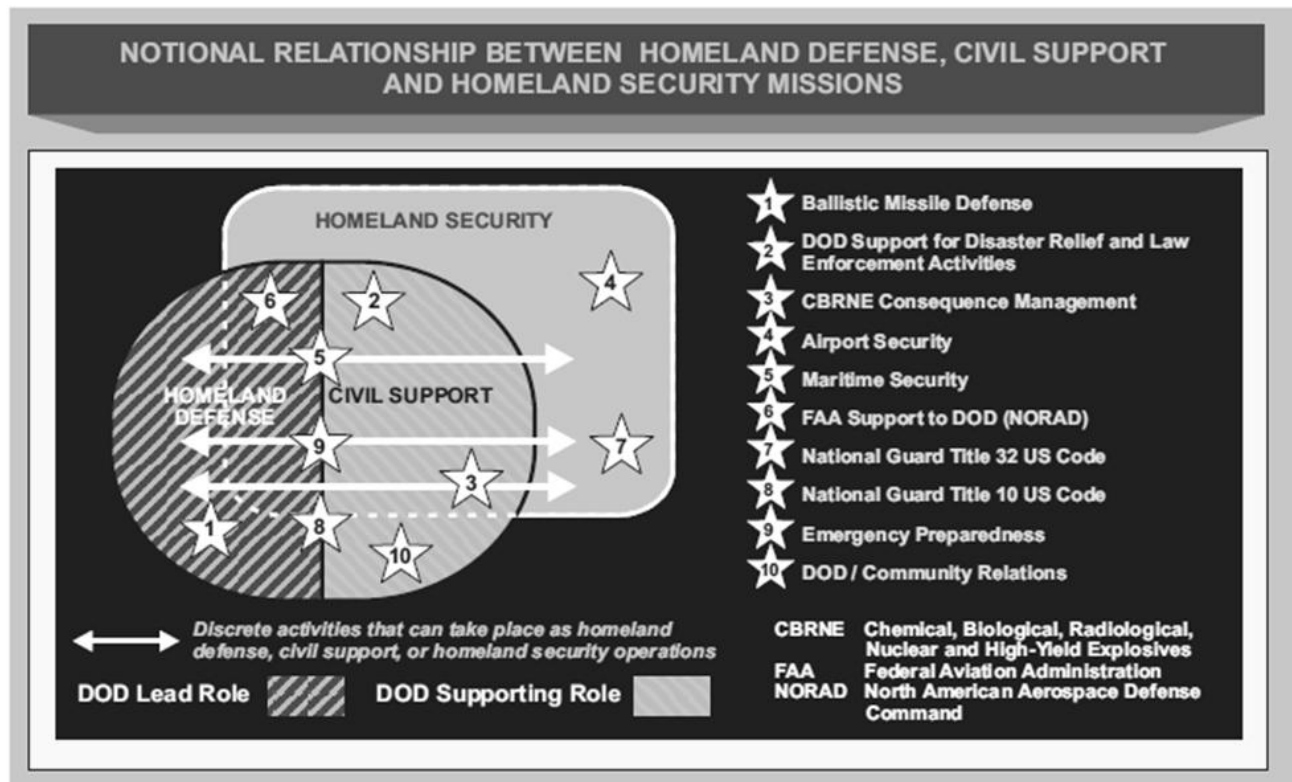 NOTIONAL RELATIONSHIP BETWEEN HOMELAND DEFENSE, CIVIL SUPPORT
AND HOMELAND SECURITY MISSIONS
HOMELAND SECURITY
6
2
4
5
HOMELAND
DEFENSE
CIVIL SUPPORT
9
7
3
1
8
10
1 Ballistic Missile Defense
2 DOD Support for Disaster Relief and Law
Enforcement Activities
3 CBRNE Consequence Management
4 Airport Security
5 Maritime Security
6 FAA Support to DOD (NORAD)
7 National Guard Title 32 US Code
8 National Guard Title 10 US Code
9 Emergency Preparedness
10 DOD / Community Relations
Discrete activities that can take place as homeland
defense, civil support, or homeland security operations
DOD Lead Role
DOD Supporting Role
CBRNE Chemical, Biological, Radiological,
Nuclear and High-Yield Explosives
FAA Federal Aviation Administration
NORAD North American Aerospace Defense
Command